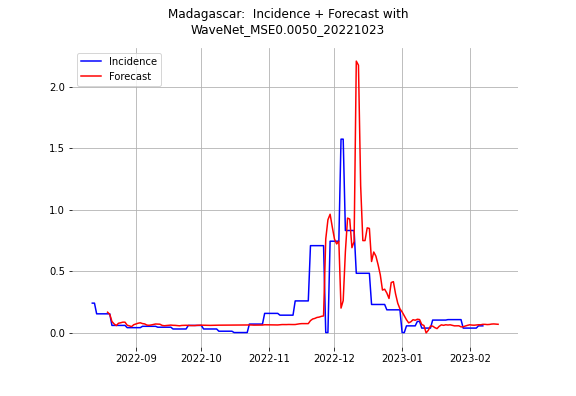 Madagascar:  Incidence + Forecast with
WaveNet_MSE0.0050_20221023
Incidence
Forecast
2.0
1.5
1.0
0.5
0.0
2022-09 2022-10 2022-11 2022-12 2023-01 2023-02